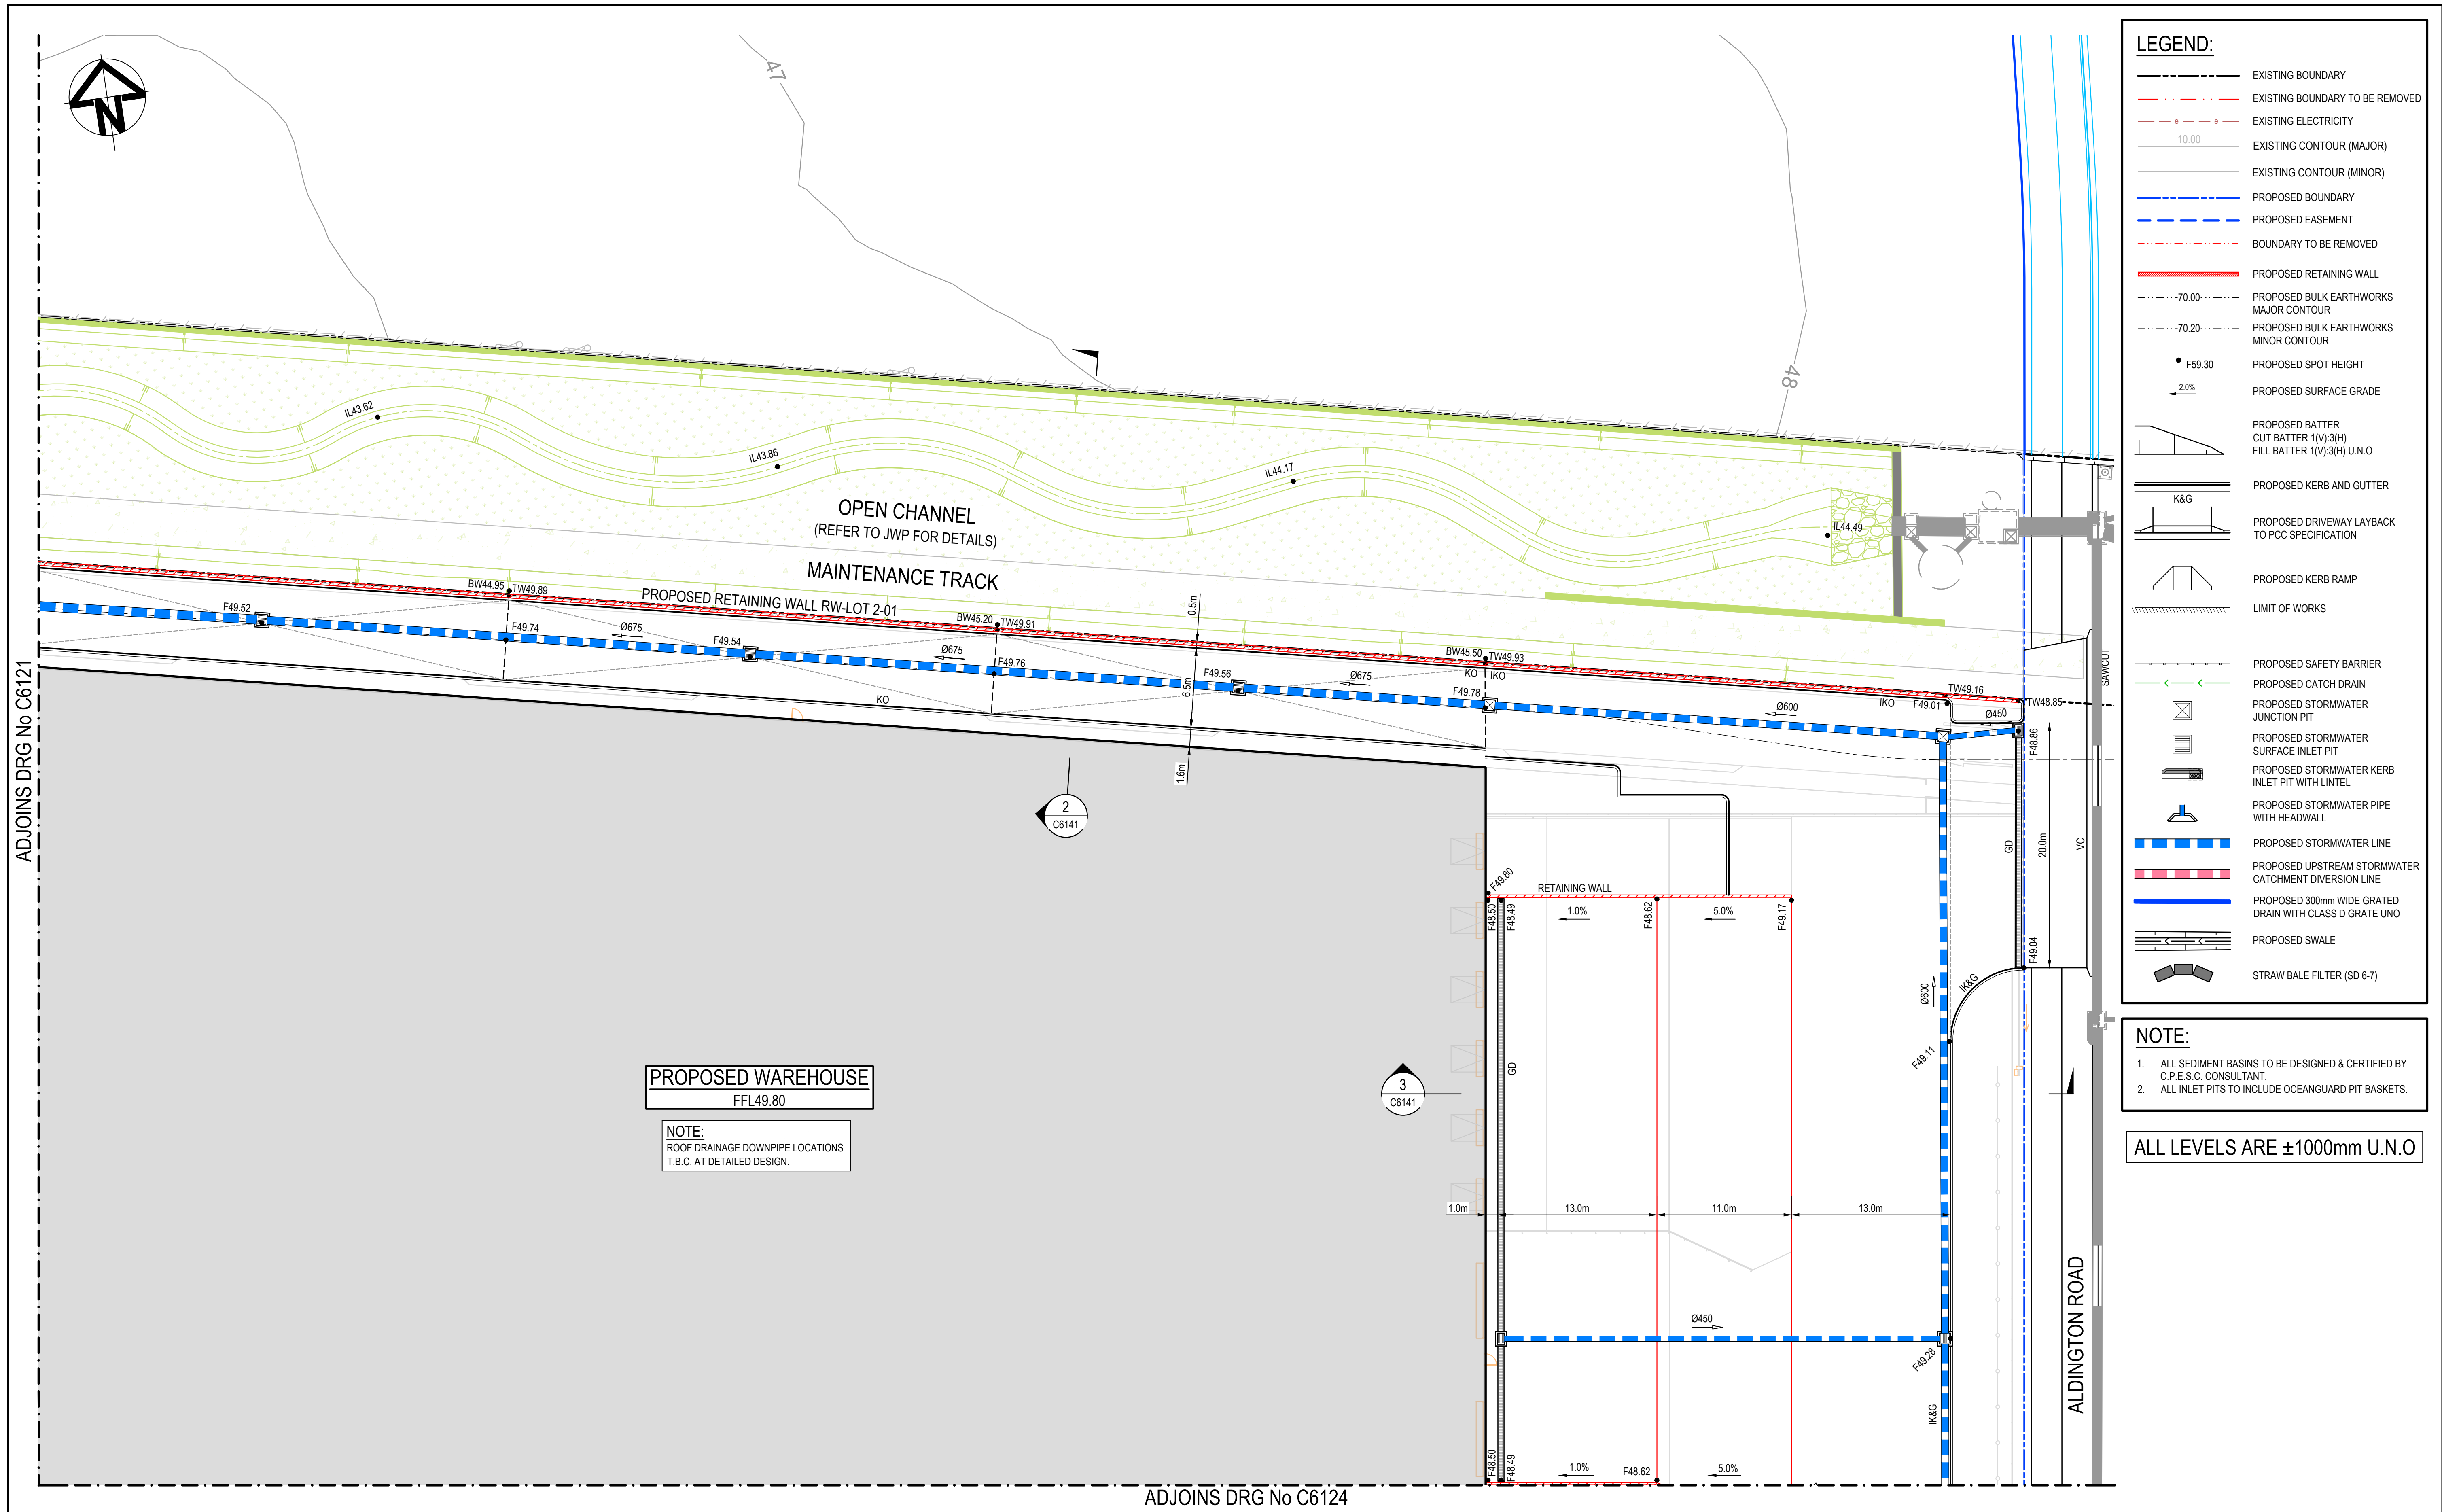 N
47
48
IL43.62
IL43.86
IL44.17
IL44.49
OPEN CHANNEL
(REFER TO JWP FOR DETAILS)
MAINTENANCE TRACK
PROPOSED RETAINING WALL RW-LOT 2-01
BW44.95
TW49.89
BW45.20
TW49.91
BW45.50
TW49.93
TW49.16
TW48.85
F49.52
F49.74
Ø675
F49.54
Ø675
F49.76
F49.56
Ø675
F49.78
Ø600
F49.01
Ø450
F48.86
KO
IKO
IKO
KO
0.5m
6.5m
1.6m
2
C6141
3
C6141
F49.80
RETAINING WALL
F48.50
F48.49
1.0%
F48.62
5.0%
F49.17
GD
20.0m
VC
SAWCUT
F49.04
IK&G
Ø600
F49.11
GD
1.0m
13.0m
11.0m
13.0m
Ø450
F49.28
IK&G
F48.50
F48.49
1.0%
F48.62
5.0%
ALDINGTON ROAD
PROPOSED WAREHOUSE
FFL49.80
NOTE:
ROOF DRAINAGE DOWNPIPE LOCATIONS
T.B.C. AT DETAILED DESIGN.
ADJOINS DRG No C6121
ADJOINS DRG No C6124
LEGEND:
EXISTING BOUNDARY
EXISTING BOUNDARY TO BE REMOVED
e e EXISTING ELECTRICITY
10.00 EXISTING CONTOUR (MAJOR)
EXISTING CONTOUR (MINOR)
PROPOSED BOUNDARY
PROPOSED EASEMENT
BOUNDARY TO BE REMOVED
PROPOSED RETAINING WALL
70.00 PROPOSED BULK EARTHWORKS
MAJOR CONTOUR
70.20 PROPOSED BULK EARTHWORKS
MINOR CONTOUR
F59.30 PROPOSED SPOT HEIGHT
2.0% PROPOSED SURFACE GRADE
PROPOSED BATTER
CUT BATTER 1(V):3(H)
FILL BATTER 1(V):3(H) U.N.O
PROPOSED KERB AND GUTTER
K&G
PROPOSED DRIVEWAY LAYBACK
TO PCC SPECIFICATION
PROPOSED KERB RAMP
LIMIT OF WORKS
PROPOSED SAFETY BARRIER
PROPOSED CATCH DRAIN
PROPOSED STORMWATER
JUNCTION PIT
PROPOSED STORMWATER
SURFACE INLET PIT
PROPOSED STORMWATER KERB
INLET PIT WITH LINTEL
PROPOSED STORMWATER PIPE
WITH HEADWALL
PROPOSED STORMWATER LINE
PROPOSED UPSTREAM STORMWATER
CATCHMENT DIVERSION LINE
PROPOSED 300mm WIDE GRATED
DRAIN WITH CLASS D GRATE UNO
PROPOSED SWALE
STRAW BALE FILTER (SD 6-7)
NOTE:
1. ALL SEDIMENT BASINS TO BE DESIGNED & CERTIFIED BY
C.P.E.S.C. CONSULTANT.
2. ALL INLET PITS TO INCLUDE OCEANGUARD PIT BASKETS.
ALL LEVELS ARE ±1000mm U.N.O